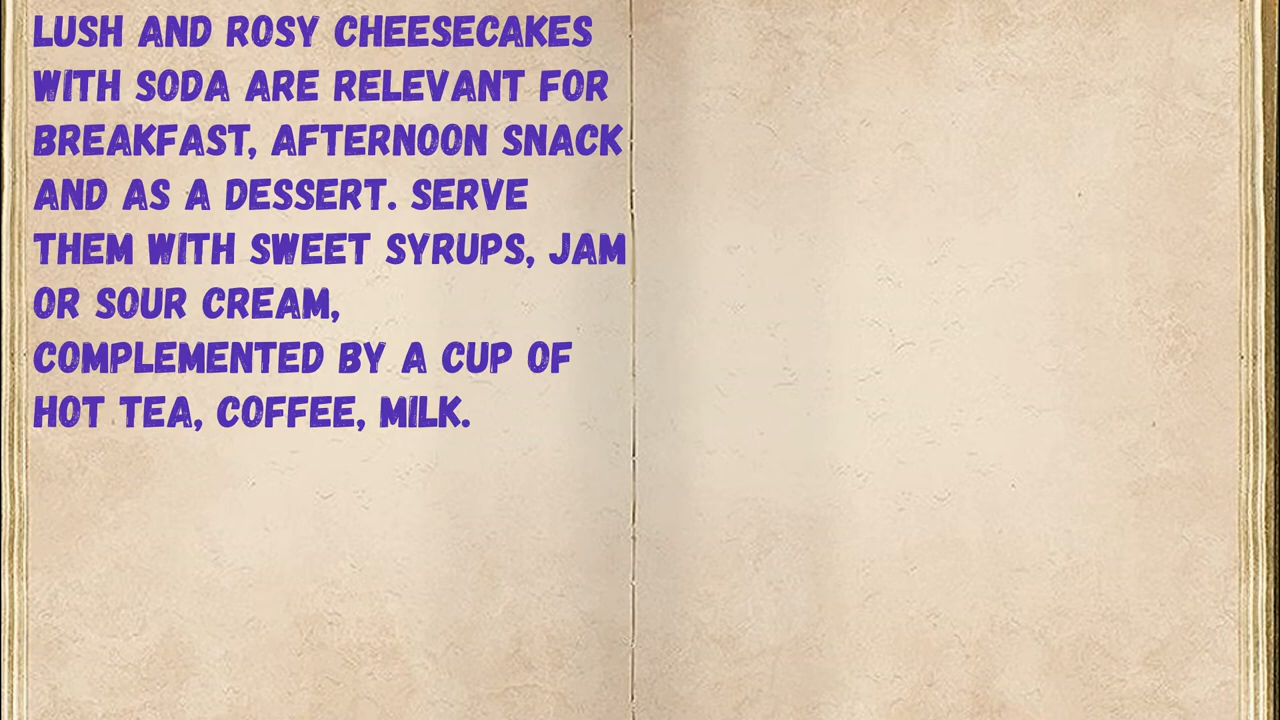 LUSH AND ROSY CHEESECAKES
WITH SODA ARE RELEVANT FOR
BREAKFAST, AFTERNOON SNACK
AND AS A DESSERT. SERVE
THEM WITH SWEET SYRUPS, JAM
OR SOUR CREAM,
COMPLEMENTED BY A CUP OF
HOT TEA, COFFEE, MILK.